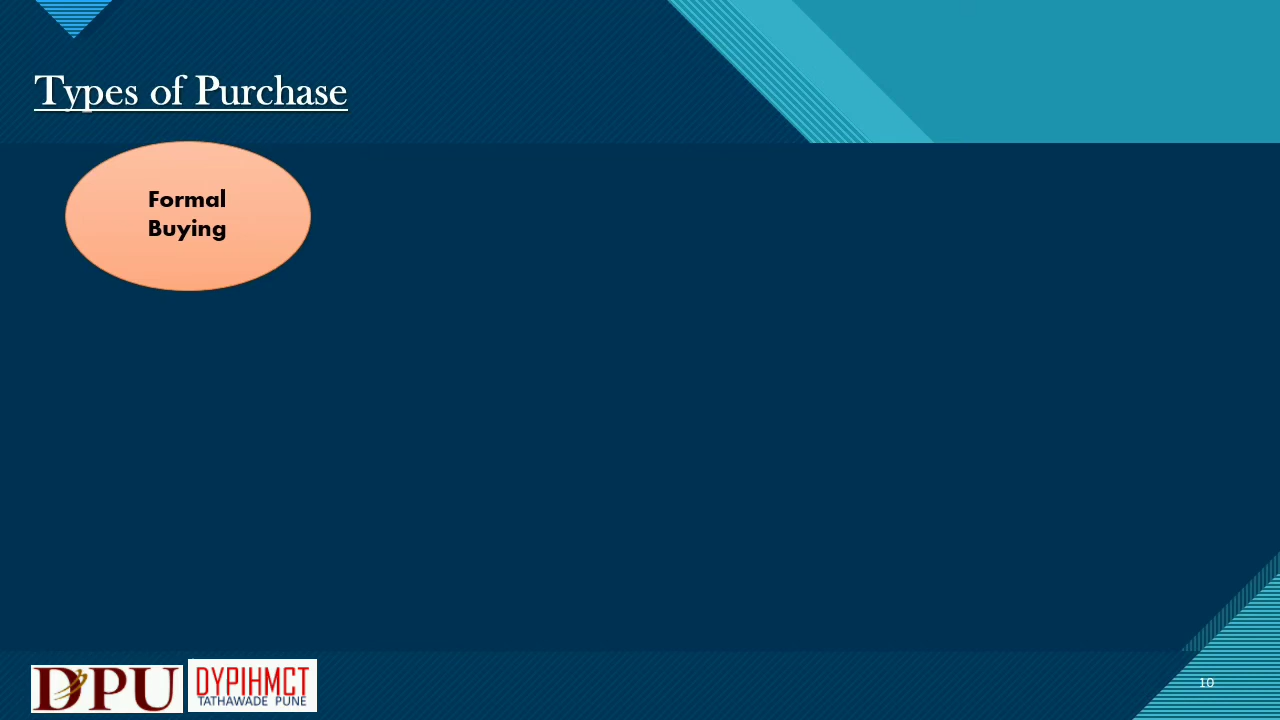 Types of Purchase
Formal
Buying
DPU
DYPIHMCT
TATHAWADE PUNE
10